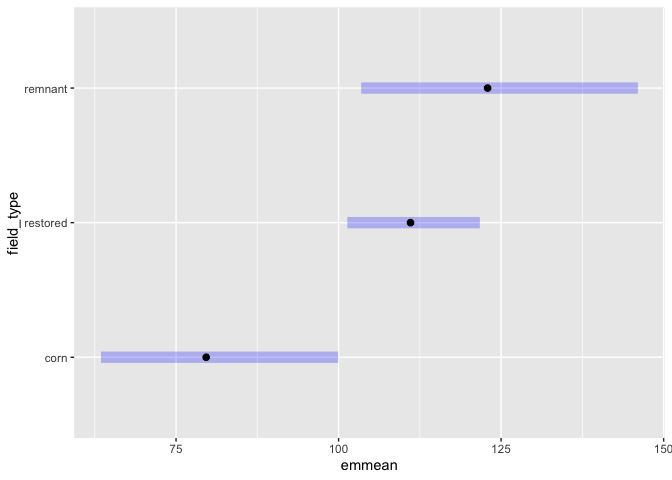 remnant
restored
corn
field_type
75
100
125
150
emmean